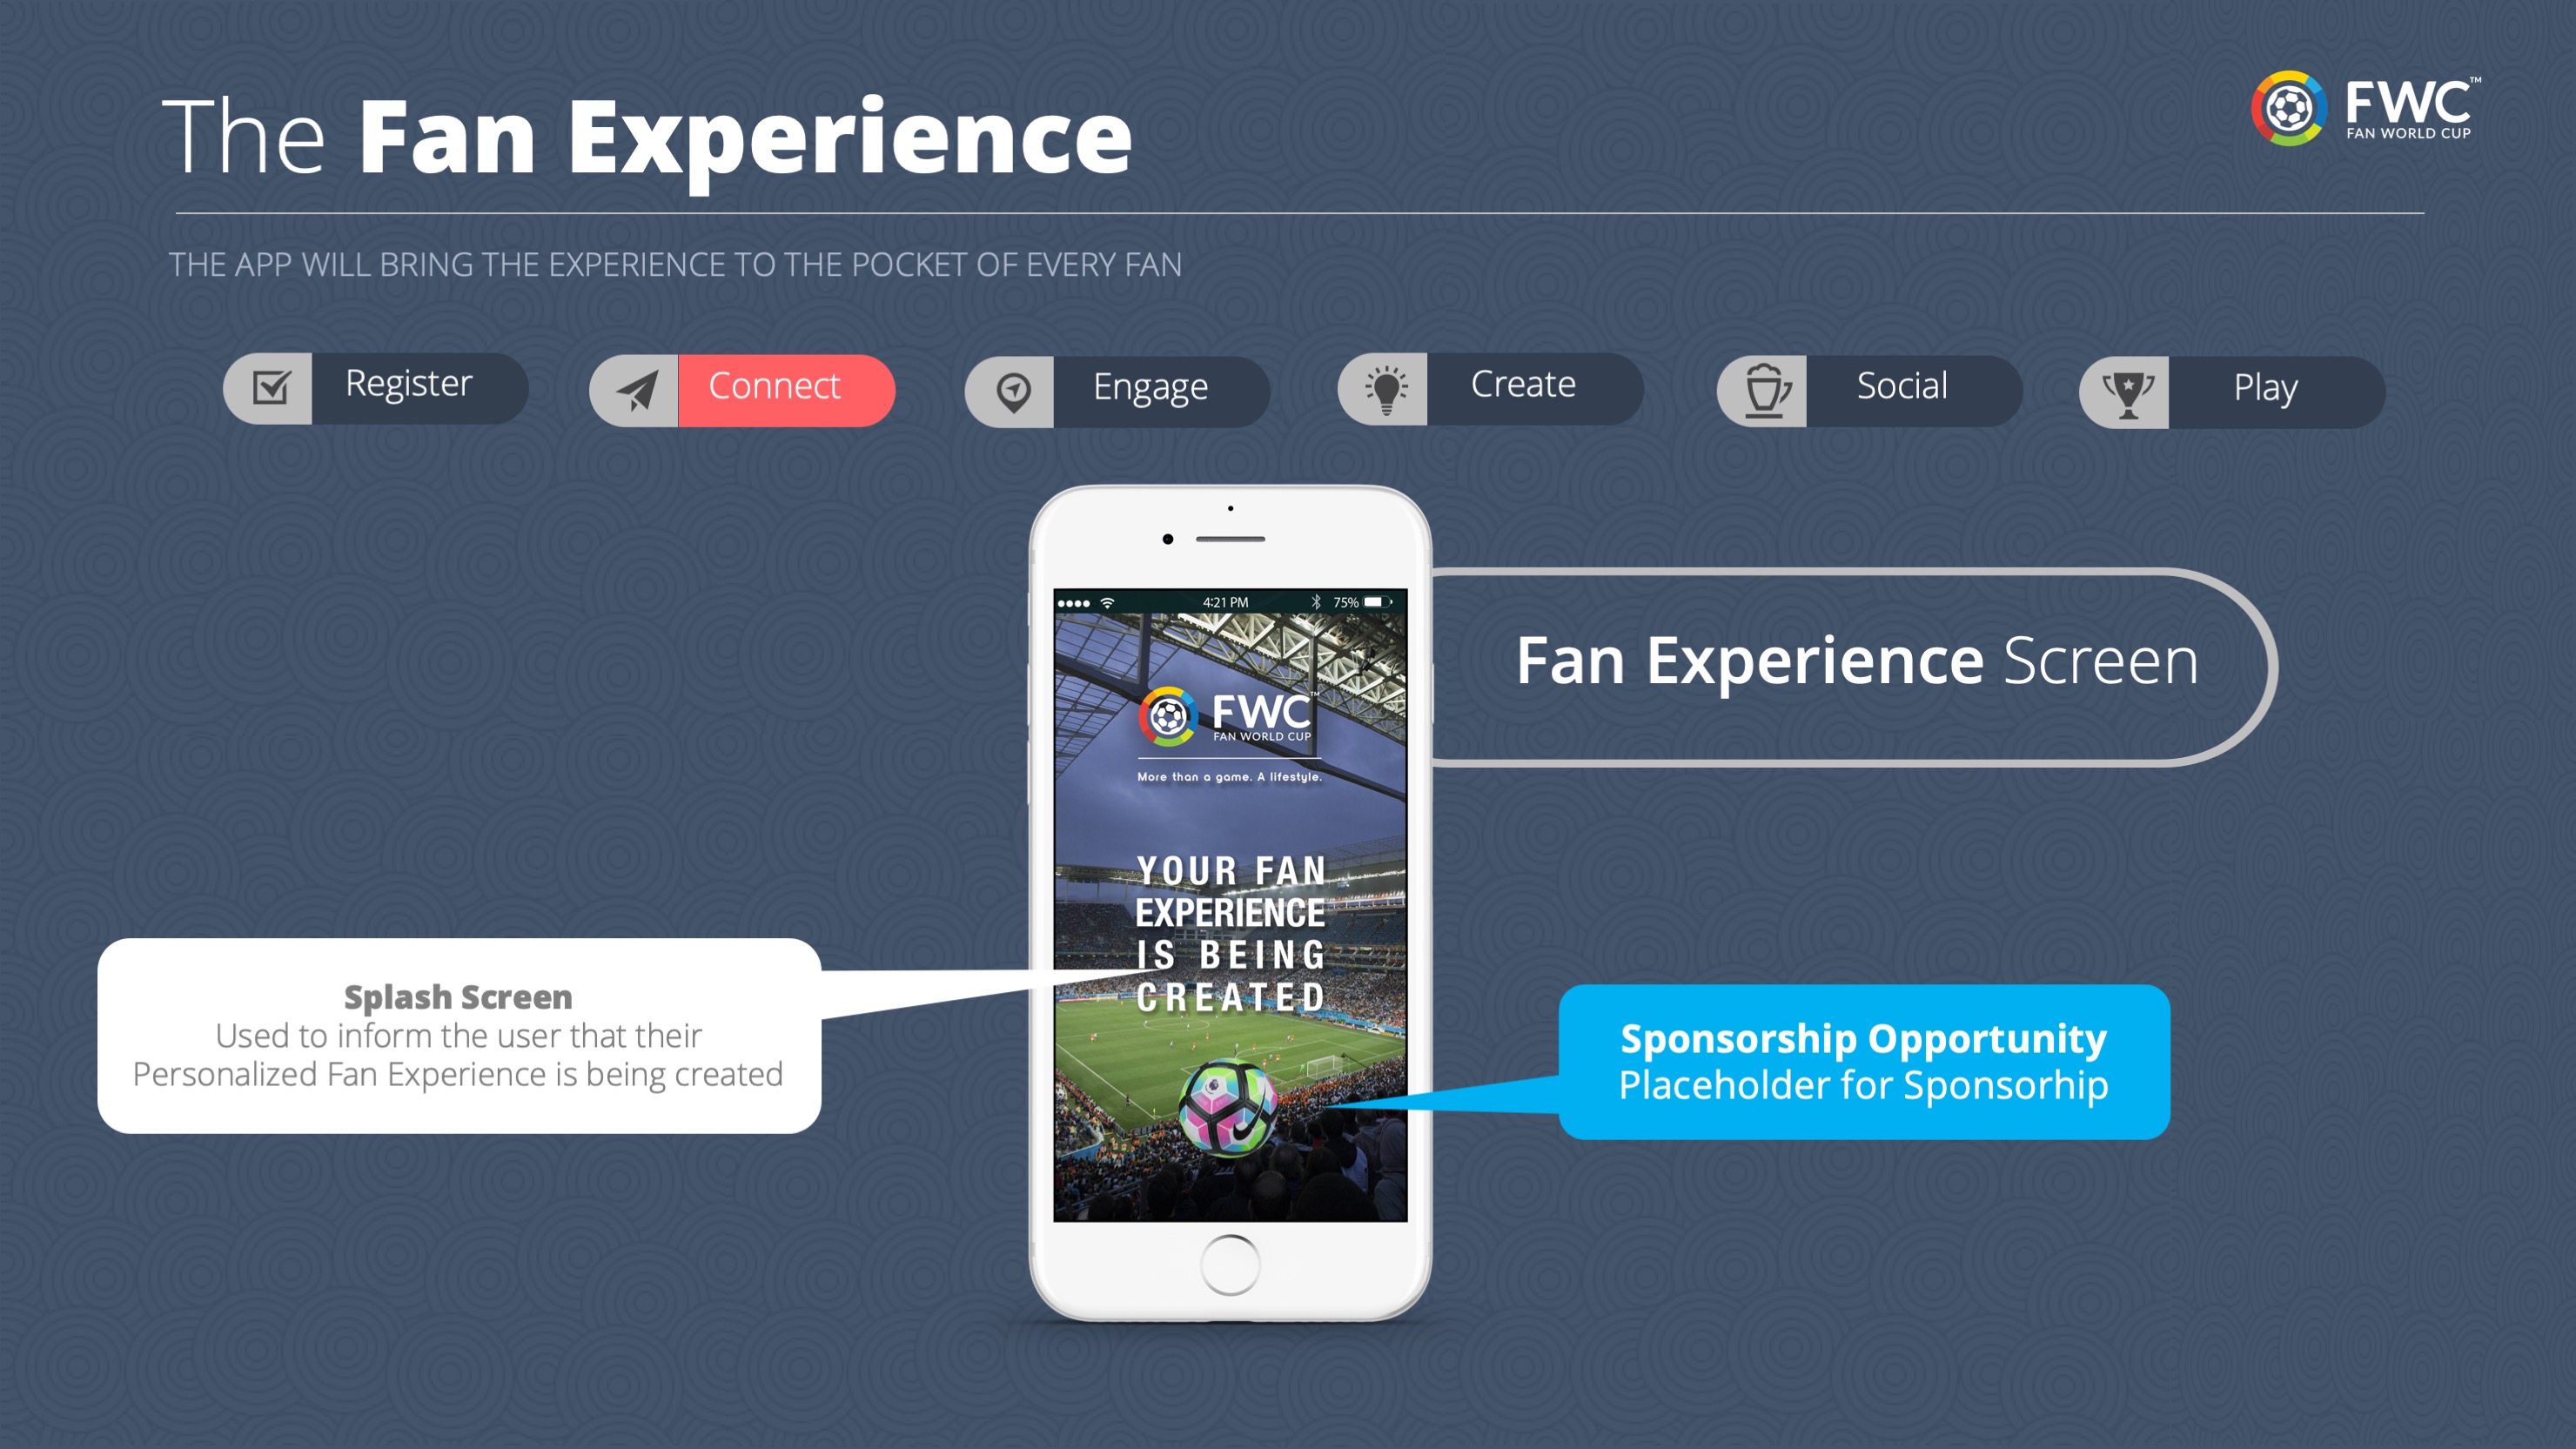 The Fan Experience
FWC™
FAN WORLD CUP
THE APP WILL BRING THE EXPERIENCE TO THE POCKET OF EVERY FAN
Register
Connect
Engage
Create
Social
Play
4:21 PM
75%
FWC™
FAN WORLD CUP
More than a game. A lifestyle.
Fan Experience Screen
YOUR FAN
EXPERIENCE
IS BEING
CREATED
Splash Screen
Used to inform the user that their
Personalized Fan Experience is being created
Sponsorship Opportunity
Placeholder for Sponsorhip